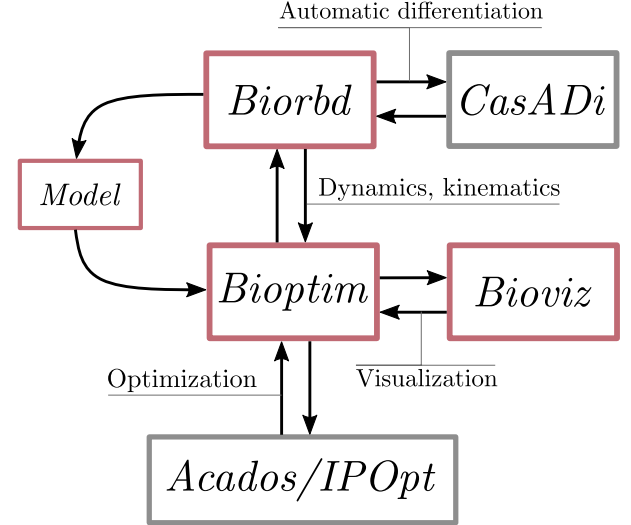 Automatic differentiation
Biorbd
CasADi
Model
Dynamics, kinematics
Bioptim
Bioviz
Optimization
Visualization
Acados/IPOpt